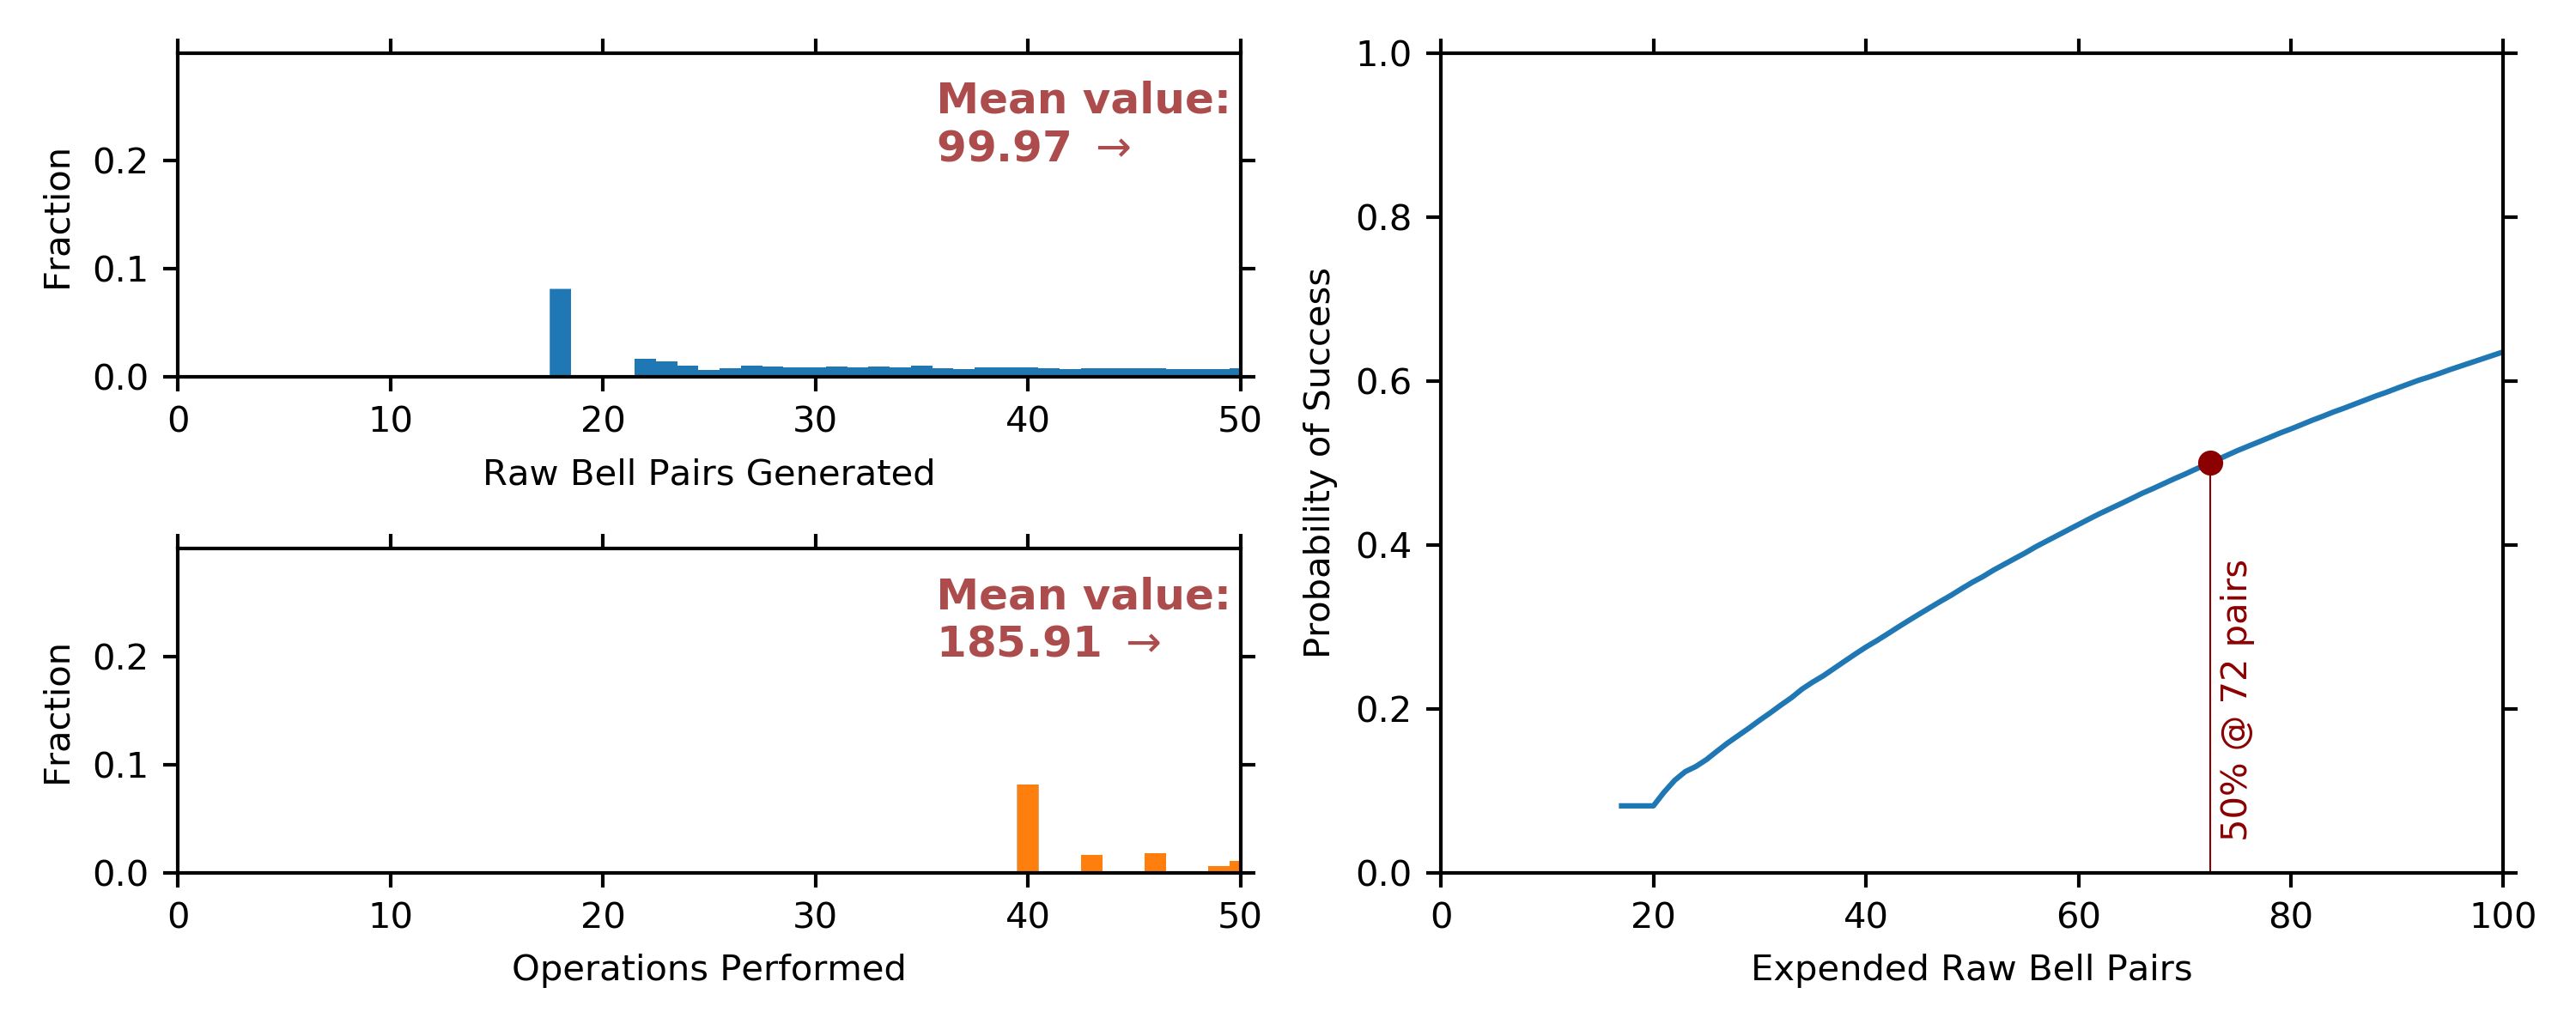 Mean value:
99.97 →
Fraction
0.2
0.1
0.0
0 10 20 30 40 50
Raw Bell Pairs Generated
Mean value:
185.91 →
Fraction
0.2
0.1
0.0
0 10 20 30 40 50
Operations Performed
Probability of Success
1.0
0.8
0.6
0.4
0.2
0.0
50% @ 72 pairs
0 20 40 60 80 100
Expended Raw Bell Pairs